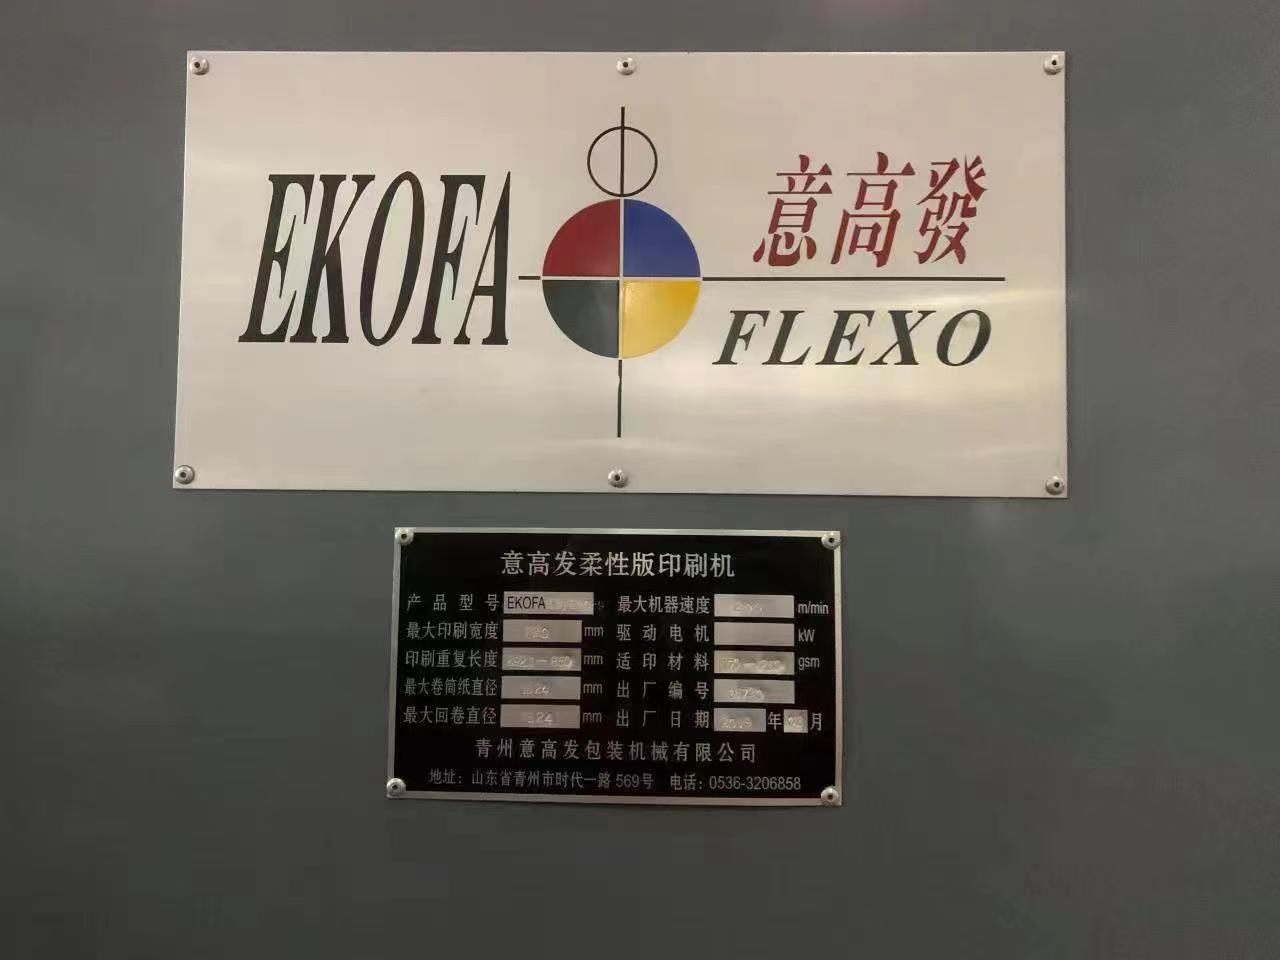 EKOFA
意高發
FLEXO
意高发柔性版印刷机
产品型号 EKOFA 最大机器速度 m/min
最大印刷宽度 mm 驱动电机 kW
印刷重复长度 mm 适印材料 gsm
最大卷筒纸直径 1524 mm 出厂编号
最大回卷直径 1524 mm 出厂日期 年 03 月
青州意高发包装机械有限公司
地址：山东省青州市时代一路 569号 电话：0536-3206858